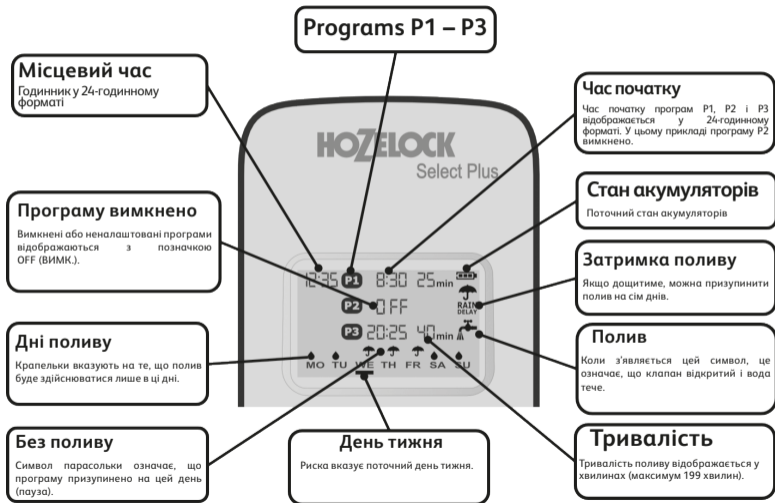 Programs P1 – P3
Місцевий час
Годинник у 24-годинному
форматі
Час початку
Час початку програм P1, P2 і P3
відображається у 24-годинному
форматі. У цьому прикладі програму P2
вимкнено.
HOZELOCK
Select Plus
Програму вимкнено
Вимкнені або неналаштовані програми
відображаються з позначкою
OFF (ВИМК.).
Стан акумуляторів
Поточний стан акумуляторів
Затримка поливу
Якщо дощитиме, можна призупинити
полив на сім днів.
12:35 P1 8:30 25 min
P2 OFF
RAIN
DELAY
P3 20:25 40 min
MO TU WE TH FR SA SU
Дні поливу
Крапельки вказують на те, що полив
буде здійснюватися лише в ці дні.
Полив
Коли з'являється цей символ, це
означає, що клапан відкритий і вода
тече.
Без поливу
Символ парасольки означає, що
програму призупинено на цей день
(пауза).
День тижня
Риска вказує поточний день тижня.
Тривалість
Тривалість поливу відображається у
хвилинах (максимум 199 хвилин).